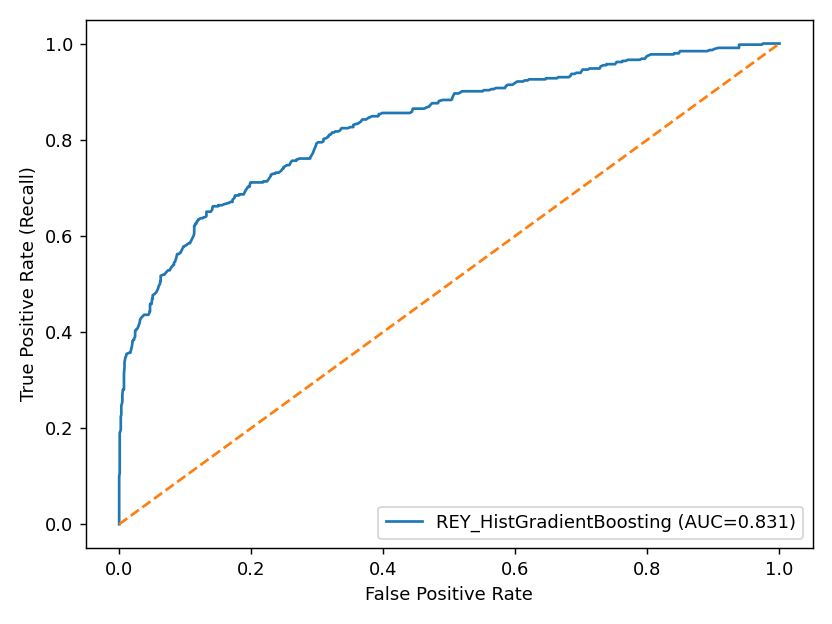 1.0
0.8
0.6
0.4
0.2
0.0
True Positive Rate (Recall)
REY_HistGradientBoosting (AUC=0.831)
0.0 0.2 0.4 0.6 0.8 1.0
False Positive Rate